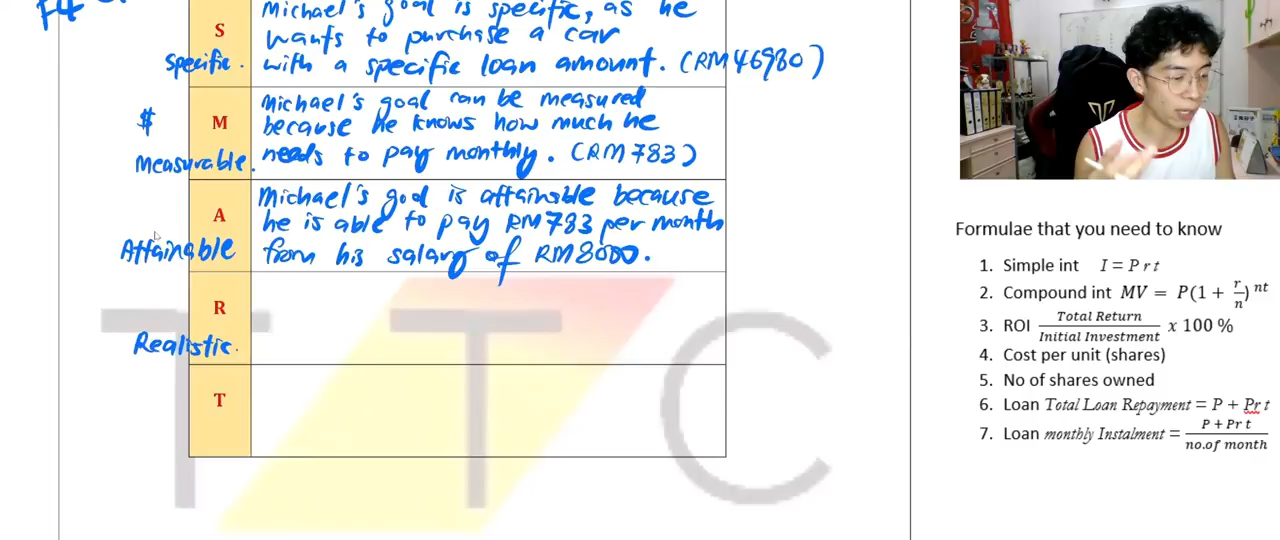 F4
S
Specific.
Michael's goal is specific, as he
wants to purchase a car
with a specific loan amount. (RM46980)
$
M
Measurable.
Michael's goal can be measured
because he knows how much he
needs to pay monthly. (RM783)
A
Attainable
Michael's goal is attainable because
he is able to pay RM783 per month
from his salary of RM8000.
R
Realistic.
T
TTC
Formulae that you need to know
1. Simple int I = P r t
2. Compound int MV = P(1 + r/n) nt
3. ROI Total Return/Initial Investment x 100 %
4. Cost per unit (shares)
5. No of shares owned
6. Loan Total Loan Repayment = P + Pr t
7. Loan monthly Instalment = P + Pr t/no.of month